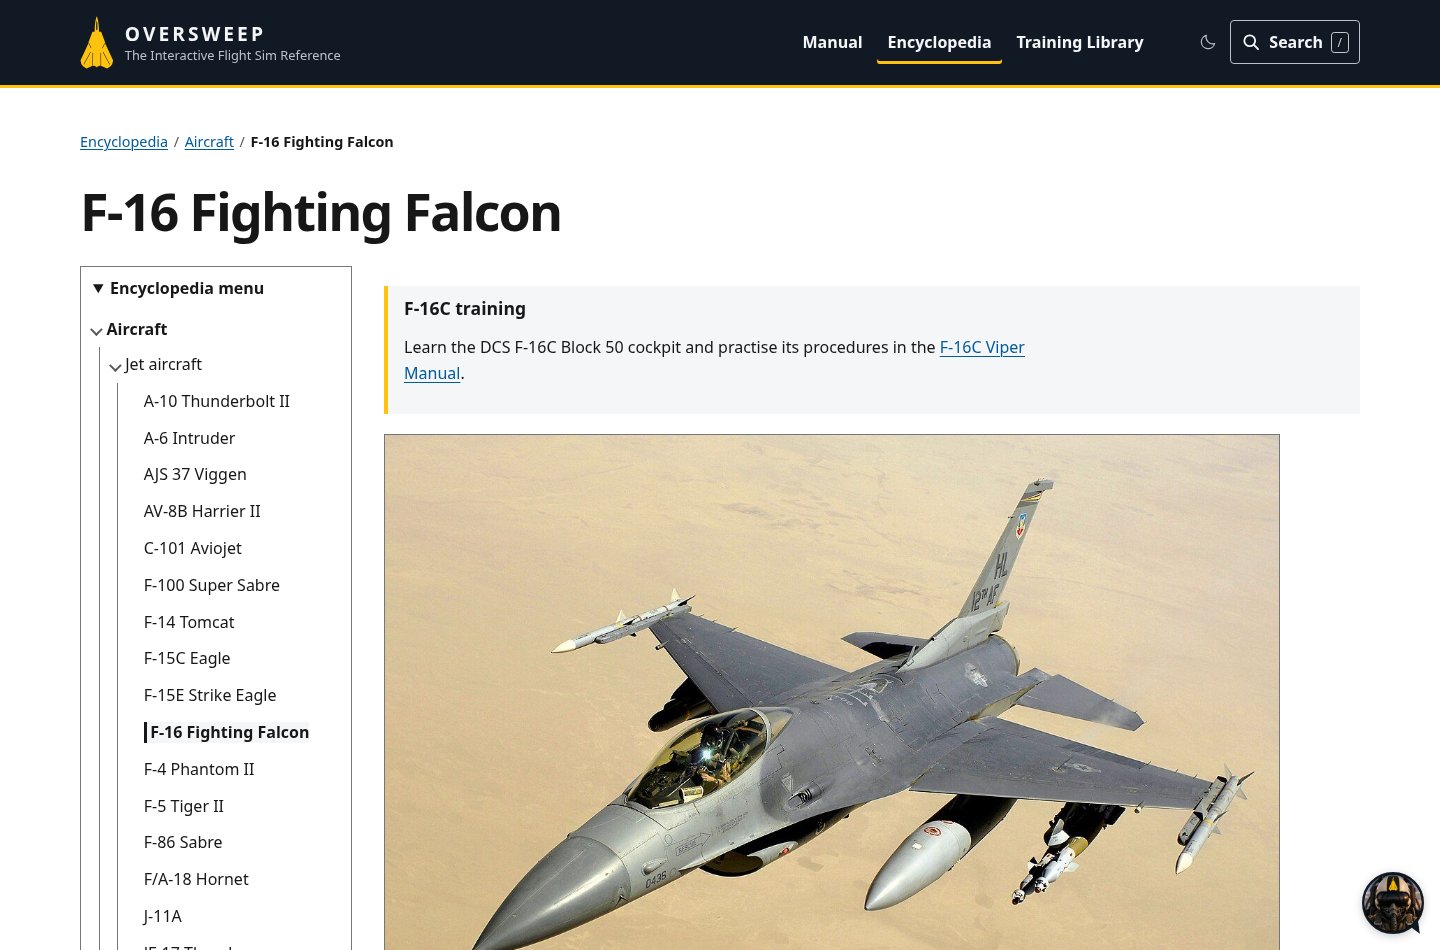 OVERSWEEP
The Interactive Flight Sim Reference
Manual
Encyclopedia
Training Library
Search /
Encyclopedia / Aircraft / F-16 Fighting Falcon
F-16 Fighting Falcon
Encyclopedia menu
Aircraft
Jet aircraft
A-10 Thunderbolt II
A-6 Intruder
AJS 37 Viggen
AV-8B Harrier II
C-101 Aviojet
F-100 Super Sabre
F-14 Tomcat
F-15C Eagle
F-15E Strike Eagle
F-16 Fighting Falcon
F-4 Phantom II
F-5 Tiger II
F-86 Sabre
F/A-18 Hornet
J-11A
F-16C training
Learn the DCS F-16C Block 50 cockpit and practise its procedures in the F-16C Viper
Manual.
HL
12TH AF
0435